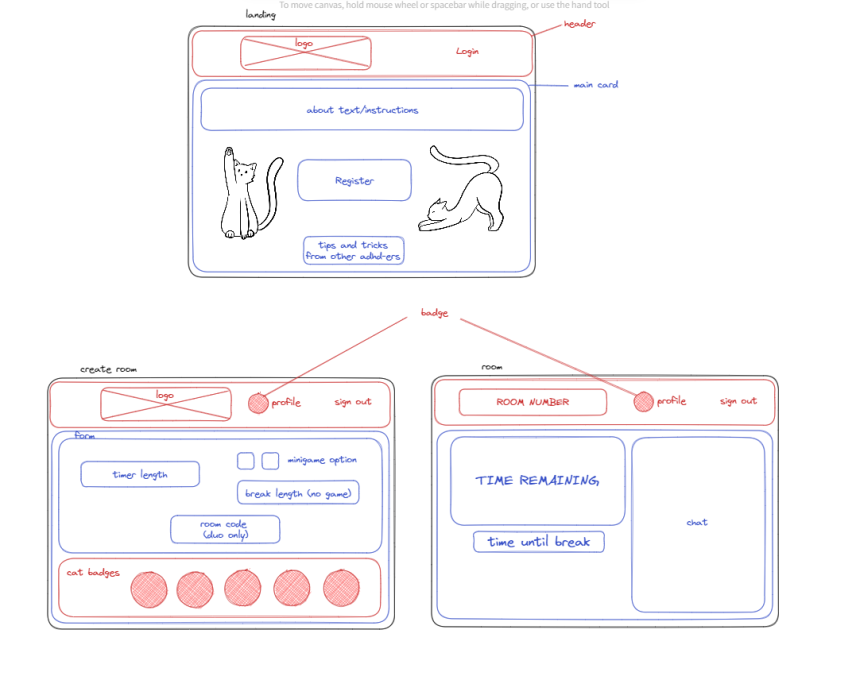 To move canvas, hold mouse wheel or spacebar while dragging, or use the hand tool
landing
header
logo
Login
main card
about text/instructions
Register
tips and tricks
from other adhd-ers
badge
create room
logo
profile
sign out
form
timer length
minigame option
break length (no game)
room code
(duo only)
cat badges
room
ROOM NUMBER
profile
sign out
TIME REMAINING,
chat
time until break